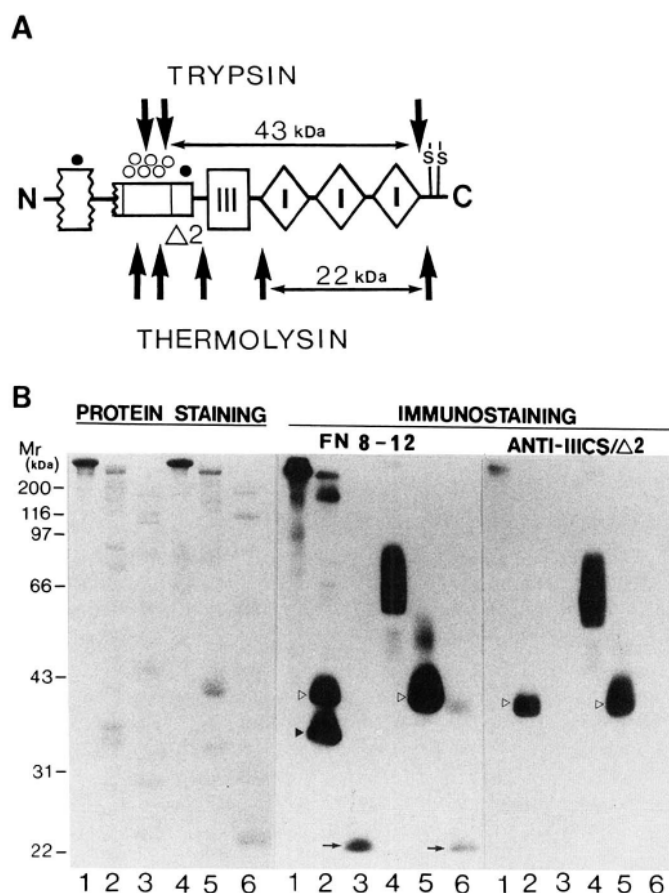 A
TRYPSIN
43 kDa
S S
N III I I I C
Δ2
22 kDa
THERMOLYSIN
B
PROTEIN STAINING IMMUNOSTAINING
FN 8-12 ANTI-IIICS/Δ2
Mr
(kDa)
200
116
97
66
43
31
22
1 2 3 4 5 6 1 2 3 4 5 6 1 2 3 4 5 6